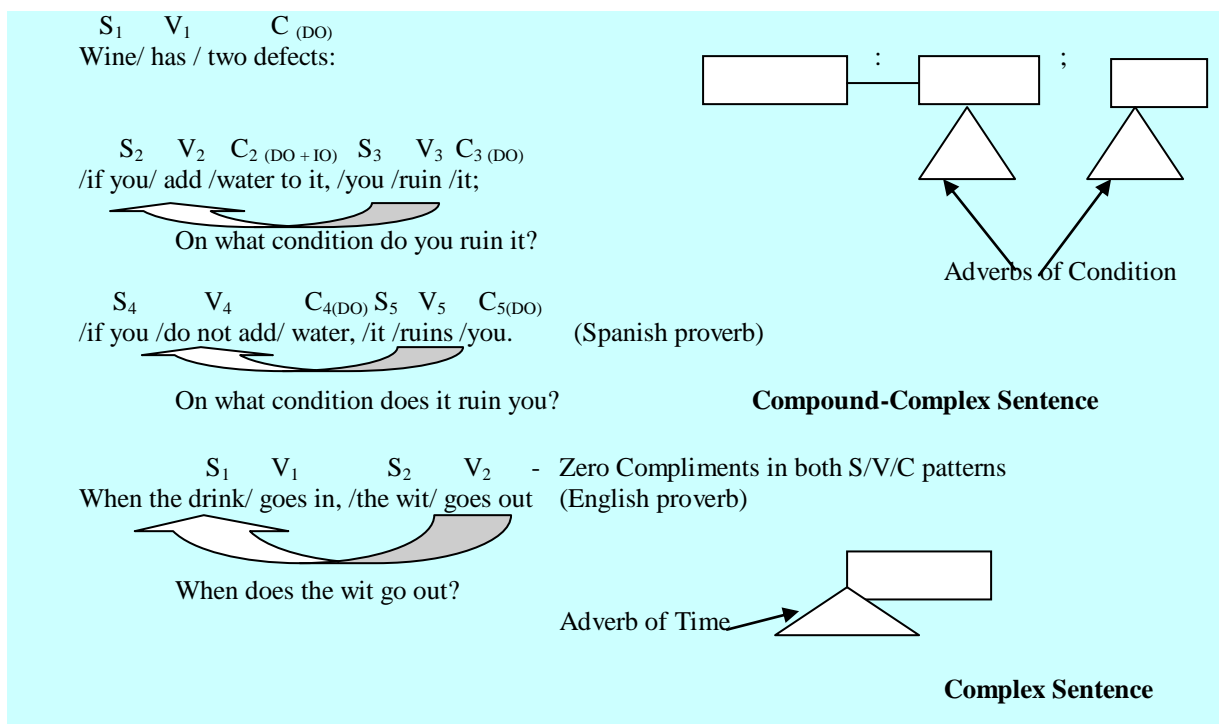 S1 V1 C (DO)
Wine/ has / two defects:
: ;
S2 V2 C2 (DO + IO) S3 V3 C3 (DO)
/if you/ add /water to it, /you /ruin /it;
On what condition do you ruin it?
Adverbs of Condition
S4 V4 C4(DO) S5 V5 C5(DO)
/if you /do not add/ water, /it /ruins /you. (Spanish proverb)
On what condition does it ruin you?
Compound-Complex Sentence
S1 V1 S2 V2 - Zero Compliments in both S/V/C patterns
When the drink/ goes in, /the wit/ goes out (English proverb)
When does the wit go out?
Adverb of Time
Complex Sentence